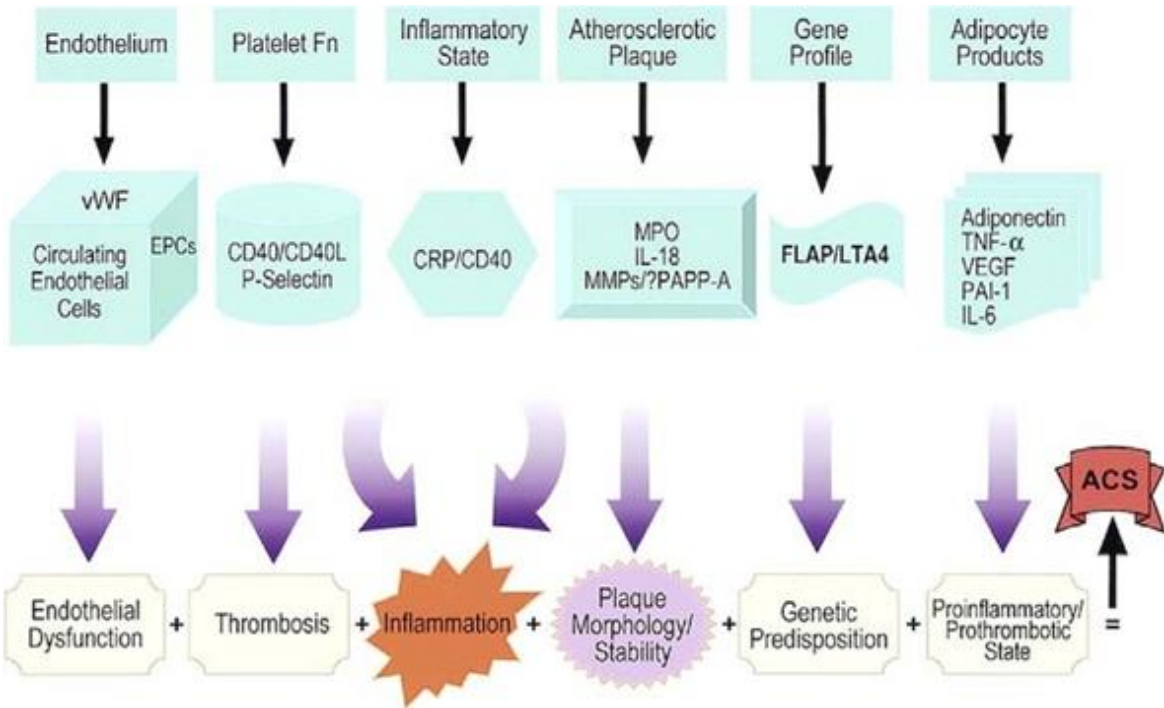 Endothelium
Platelet Fn
Inflammatory
State
Atherosclerotic
Plaque
Gene
Profile
Adipocyte
Products
vWF
EPCs
Circulating
Endothelial
Cells
CD40/CD40L
P-Selectin
CRP/CD40
MPO
IL-18
MMPs/?PAPP-A
FLAP/LTA4
Adiponectin
TNF-α
VEGF
PAI-1
IL-6
ACS
Endothelial
Dysfunction
+
Thrombosis
+
Inflammation
+
Plaque
Morphology/
Stability
+
Genetic
Predisposition
+
Proinflammatory/
Prothrombotic
State
=